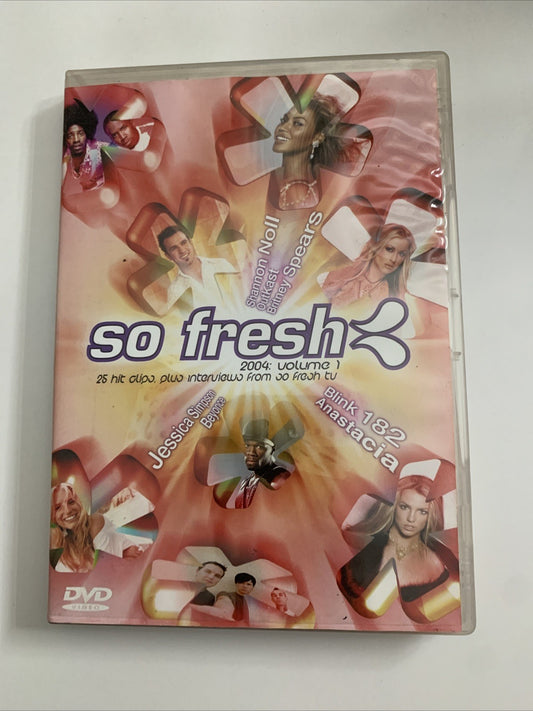 Shannon Noll
Outkast
Britney Spears
so fresh
2004: volume 1
25 hit clips, plus interviews from so fresh tv
Jessica Simpson
Beyonce
Blink 182
Anastacia
DVD
VIDEO